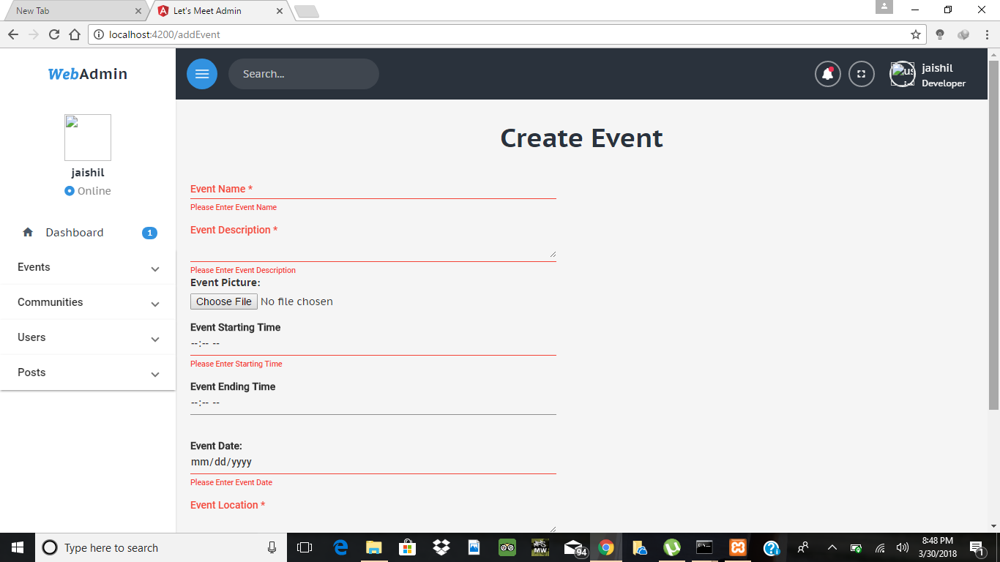 New Tab
Let's Meet Admin
localhost:4200/addEvent
WebAdmin
Search...
jaishil
Developer
jaishil
Online
Dashboard
1
Events
Communities
Users
Posts
Create Event
Event Name *
Please Enter Event Name
Event Description *
Please Enter Event Description
Event Picture:
Choose File No file chosen
Event Starting Time
--:-- --
Please Enter Starting Time
Event Ending Time
--:-- --
Event Date:
mm/dd/yyyy
Please Enter Event Date
Event Location *
Type here to search
MW
94
8:48 PM
3/30/2018
1